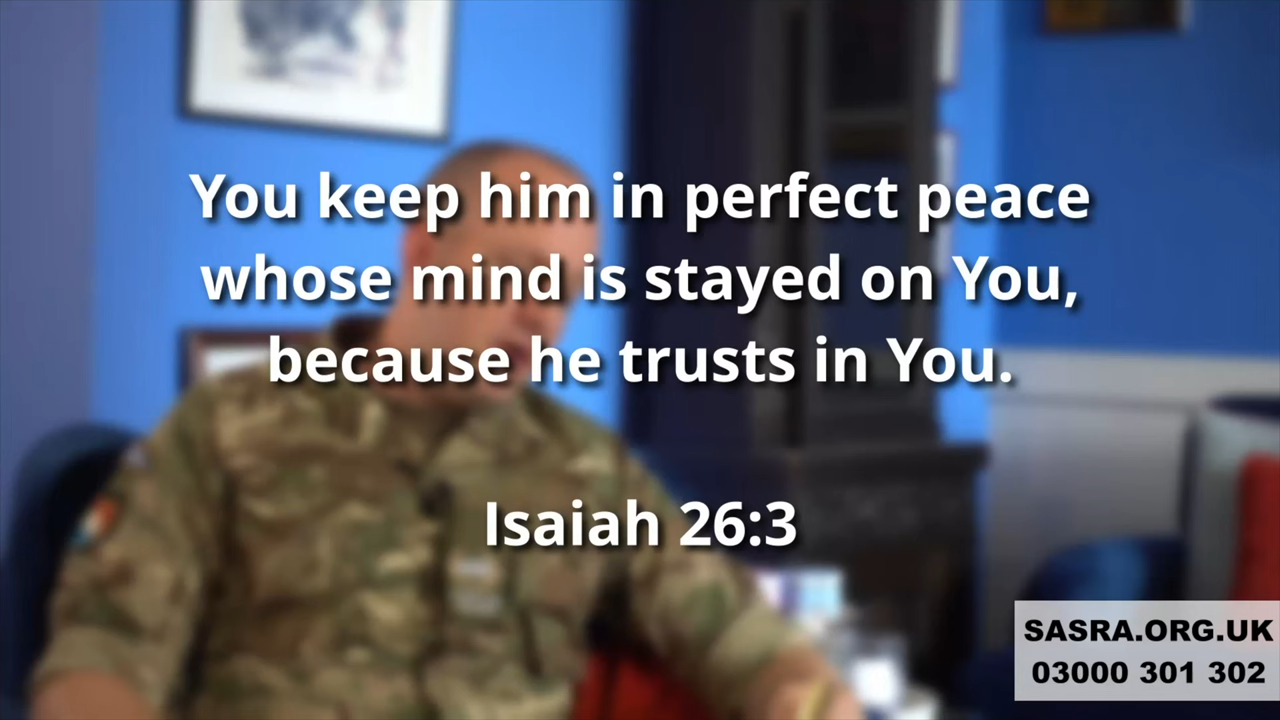 You keep him in perfect peace
whose mind is stayed on You,
because he trusts in You.
Isaiah 26:3
SASRA.ORG.UK
03000 301 302